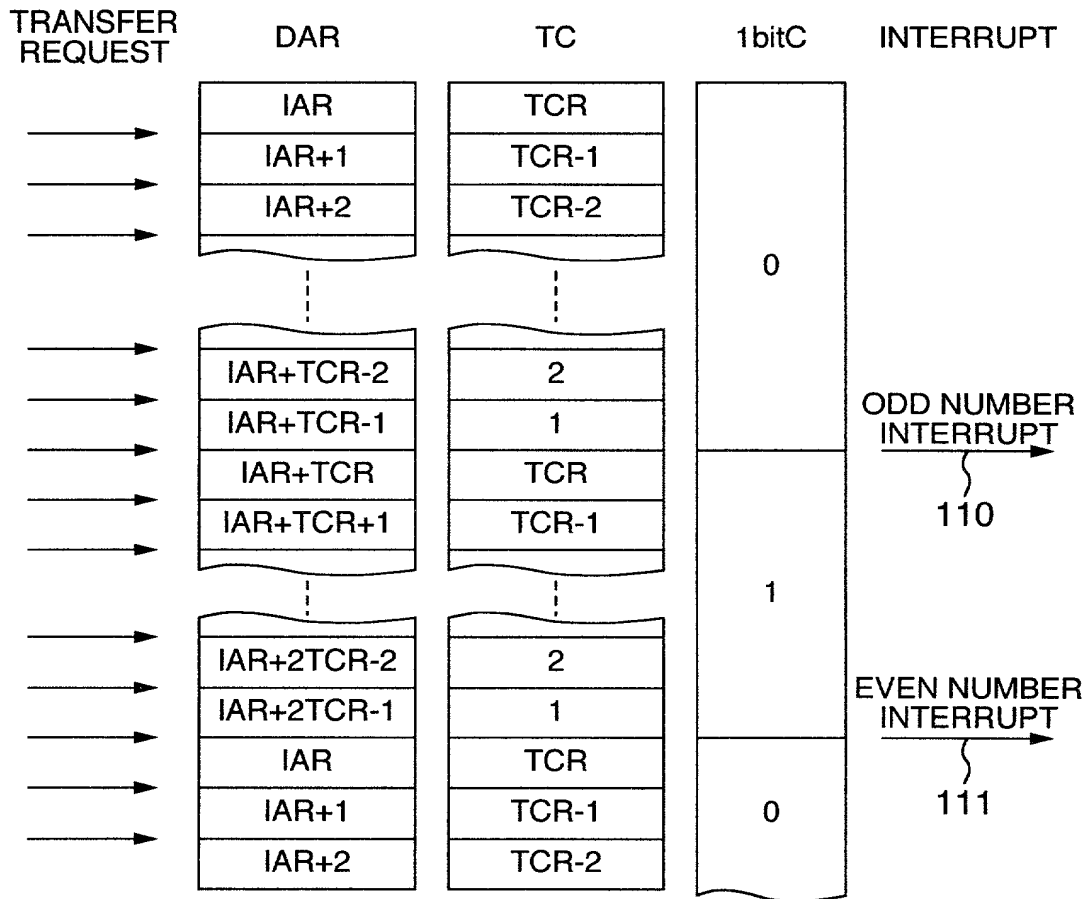 TRANSFER REQUEST DAR TC 1bitC INTERRUPT
IAR TCR
IAR+1 TCR-1
IAR+2 TCR-2
0
IAR+TCR-2 2
IAR+TCR-1 1
ODD NUMBER INTERRUPT
IAR+TCR TCR
IAR+TCR+1 TCR-1
110
1
IAR+2TCR-2 2
IAR+2TCR-1 1
EVEN NUMBER INTERRUPT
IAR TCR
IAR+1 TCR-1
0
111
IAR+2 TCR-2